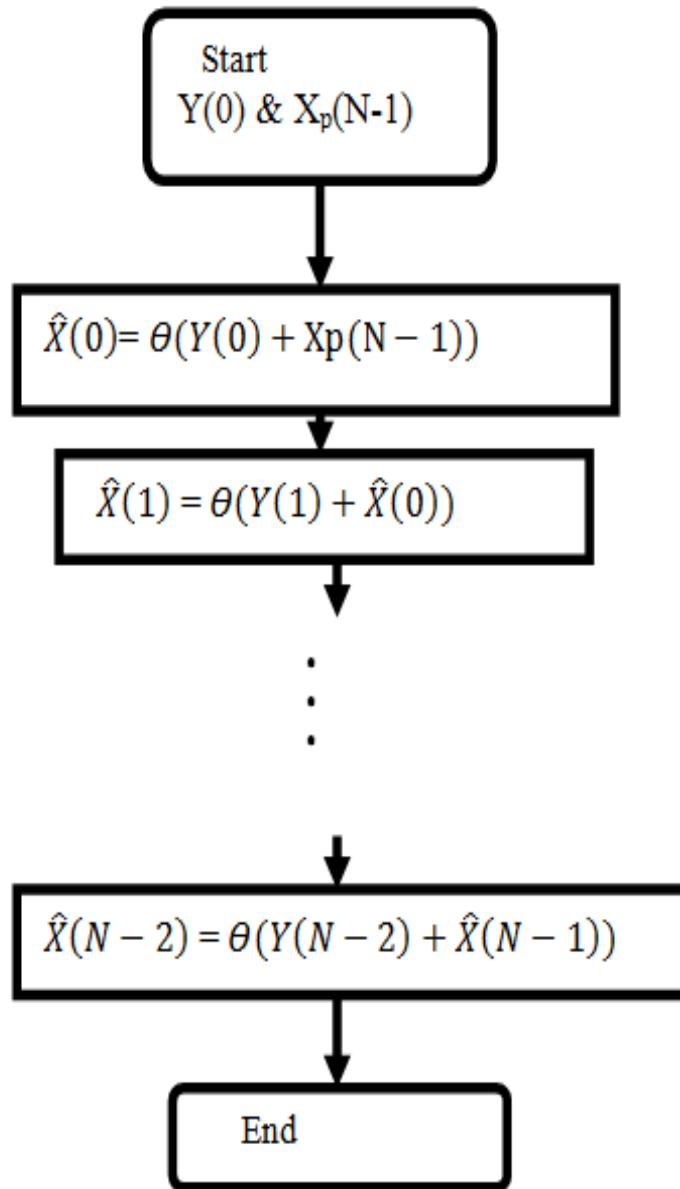 Start
Y(0) & Xₚ(N-1)
X̂(0)= θ(Y(0) + Xp(N − 1))
X̂(1) = θ(Y(1) + X̂(0))
.
.
.
X̂(N − 2) = θ(Y(N − 2) + X̂(N − 1))
End